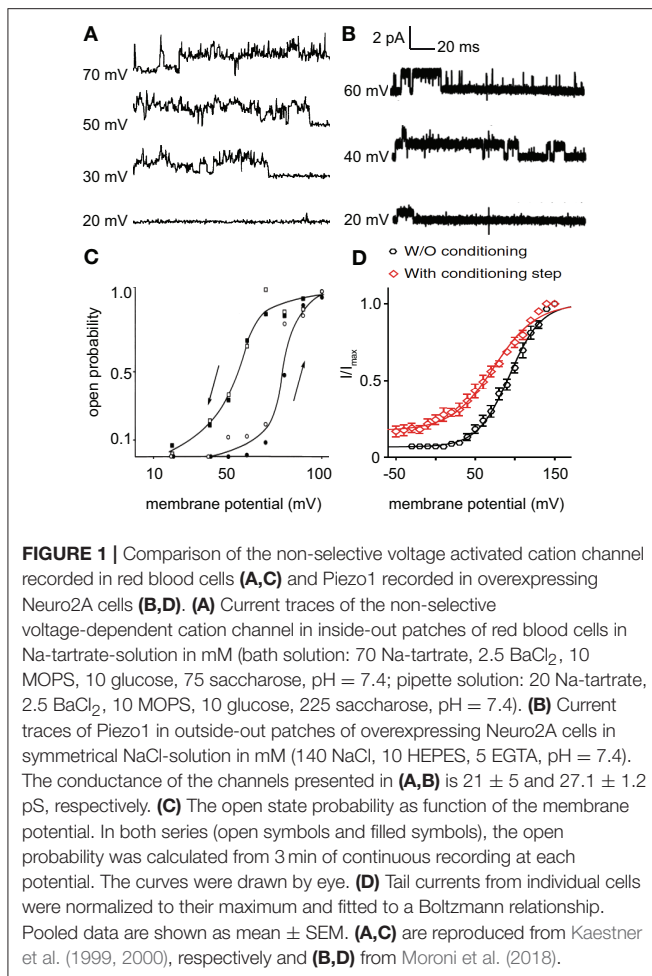 A
B
2 pA
20 ms
70 mV
60 mV
50 mV
40 mV
30 mV
20 mV
20 mV
W/O conditioning
With conditioning step
C
D
1.0
0.5
0.1
open probability
10 50 100
membrane potential (mV)
1.0
0.5
0.0
I/Imax
-50 50 150
membrane potential (mV)
FIGURE 1 | Comparison of the non-selective voltage activated cation channel
recorded in red blood cells (A,C) and Piezo1 recorded in overexpressing
Neuro2A cells (B,D). (A) Current traces of the non-selective
voltage-dependent cation channel in inside-out patches of red blood cells in
Na-tartrate-solution in mM (bath solution: 70 Na-tartrate, 2.5 BaCl₂, 10
MOPS, 10 glucose, 75 saccharose, pH = 7.4; pipette solution: 20 Na-tartrate,
2.5 BaCl₂, 10 MOPS, 10 glucose, 225 saccharose, pH = 7.4). (B) Current
traces of Piezo1 in outside-out patches of overexpressing Neuro2A cells in
symmetrical NaCl-solution in mM (140 NaCl, 10 HEPES, 5 EGTA, pH = 7.4).
The conductance of the channels presented in (A,B) is 21 ± 5 and 27.1 ± 1.2
pS, respectively. (C) The open state probability as function of the membrane
potential. In both series (open symbols and filled symbols), the open
probability was calculated from 3 min of continuous recording at each
potential. The curves were drawn by eye. (D) Tail currents from individual cells
were normalized to their maximum and fitted to a Boltzmann relationship.
Pooled data are shown as mean ± SEM. (A,C) are reproduced from Kaestner
et al. (1999, 2000), respectively and (B,D) from Moroni et al. (2018).